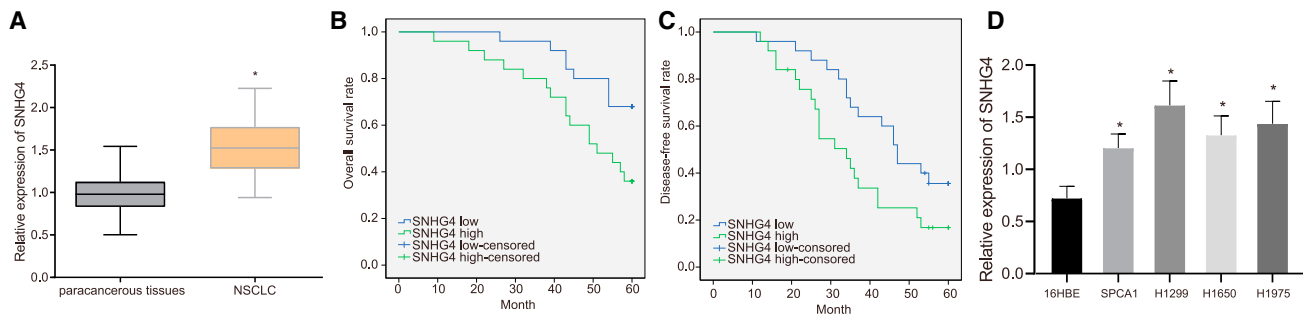 A
Relative expression of SNHG4
2.5
2.0
1.5
1.0
0.5
0.0
*
paracancerous tissues
NSCLC
B
Overall survival rate
1.0
0.8
0.6
0.4
0.2
0.0
SNHG4 low
SNHG4 high
SNHG4 low-censored
SNHG4 high-censored
0 10 20 30 40 50 60
Month
C
Disease-free survival rate
1.0
0.8
0.6
0.4
0.2
0.0
SNHG4 low
SNHG4 high
SNHG4 low-consored
SNHG4 high-consored
0 10 20 30 40 50 60
Month
D
Relative expression of SNHG4
2.0
1.5
1.0
0.5
0.0
* * * *
16HBE SPCA1 H1299 H1650 H1975